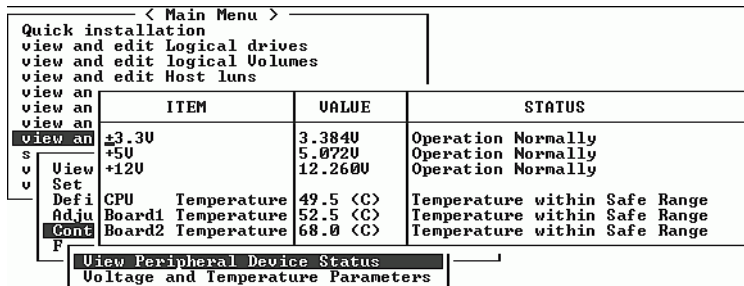 < Main Menu >
Quick installation
view and edit Logical drives
view and edit logical Volumes
view and edit Host luns
view an
view an
view an
view an
s
v
v
ITEM VALUE STATUS
+3.3V 3.384V Operation Normally
+5V 5.072V Operation Normally
+12V 12.260V Operation Normally
CPU Temperature 49.5 (C) Temperature within Safe Range
Board1 Temperature 52.5 (C) Temperature within Safe Range
Board2 Temperature 68.0 (C) Temperature within Safe Range
View
Set
Defi
Adju
Cont
F
View Peripheral Device Status
Voltage and Temperature Parameters